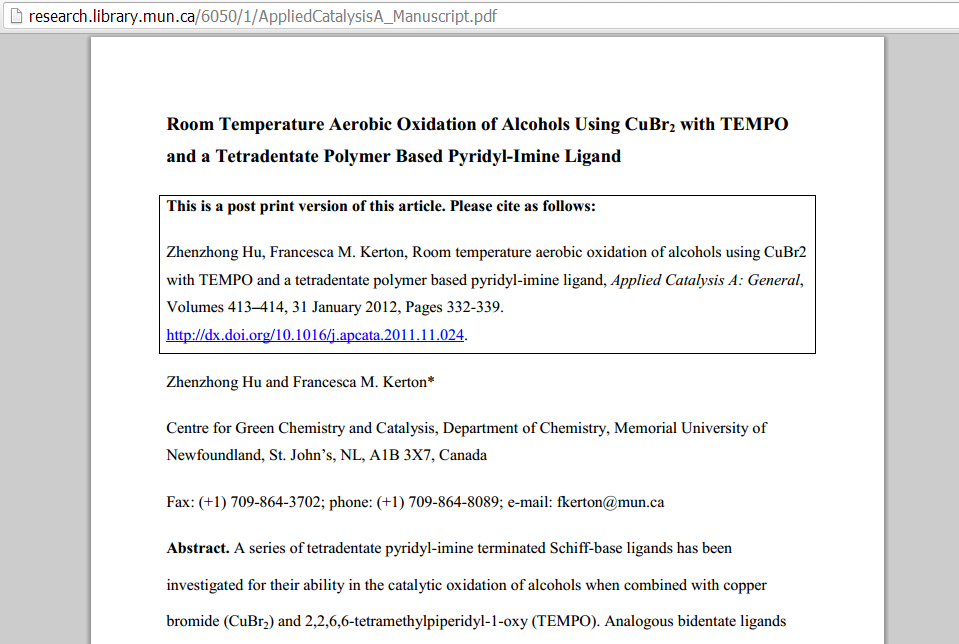 research.library.mun.ca/6050/1/AppliedCatalysisA_Manuscript.pdf
Room Temperature Aerobic Oxidation of Alcohols Using CuBr₂ with TEMPO
and a Tetradentate Polymer Based Pyridyl-Imine Ligand
This is a post print version of this article. Please cite as follows:
Zhenzhong Hu, Francesca M. Kerton, Room temperature aerobic oxidation of alcohols using CuBr2
with TEMPO and a tetradentate polymer based pyridyl-imine ligand, Applied Catalysis A: General,
Volumes 413–414, 31 January 2012, Pages 332-339.
http://dx.doi.org/10.1016/j.apcata.2011.11.024.
Zhenzhong Hu and Francesca M. Kerton*
Centre for Green Chemistry and Catalysis, Department of Chemistry, Memorial University of
Newfoundland, St. John’s, NL, A1B 3X7, Canada
Fax: (+1) 709-864-3702; phone: (+1) 709-864-8089; e-mail: fkerton@mun.ca
Abstract. A series of tetradentate pyridyl-imine terminated Schiff-base ligands has been
investigated for their ability in the catalytic oxidation of alcohols when combined with copper
bromide (CuBr₂) and 2,2,6,6-tetramethylpiperidyl-1-oxy (TEMPO). Analogous bidentate ligands